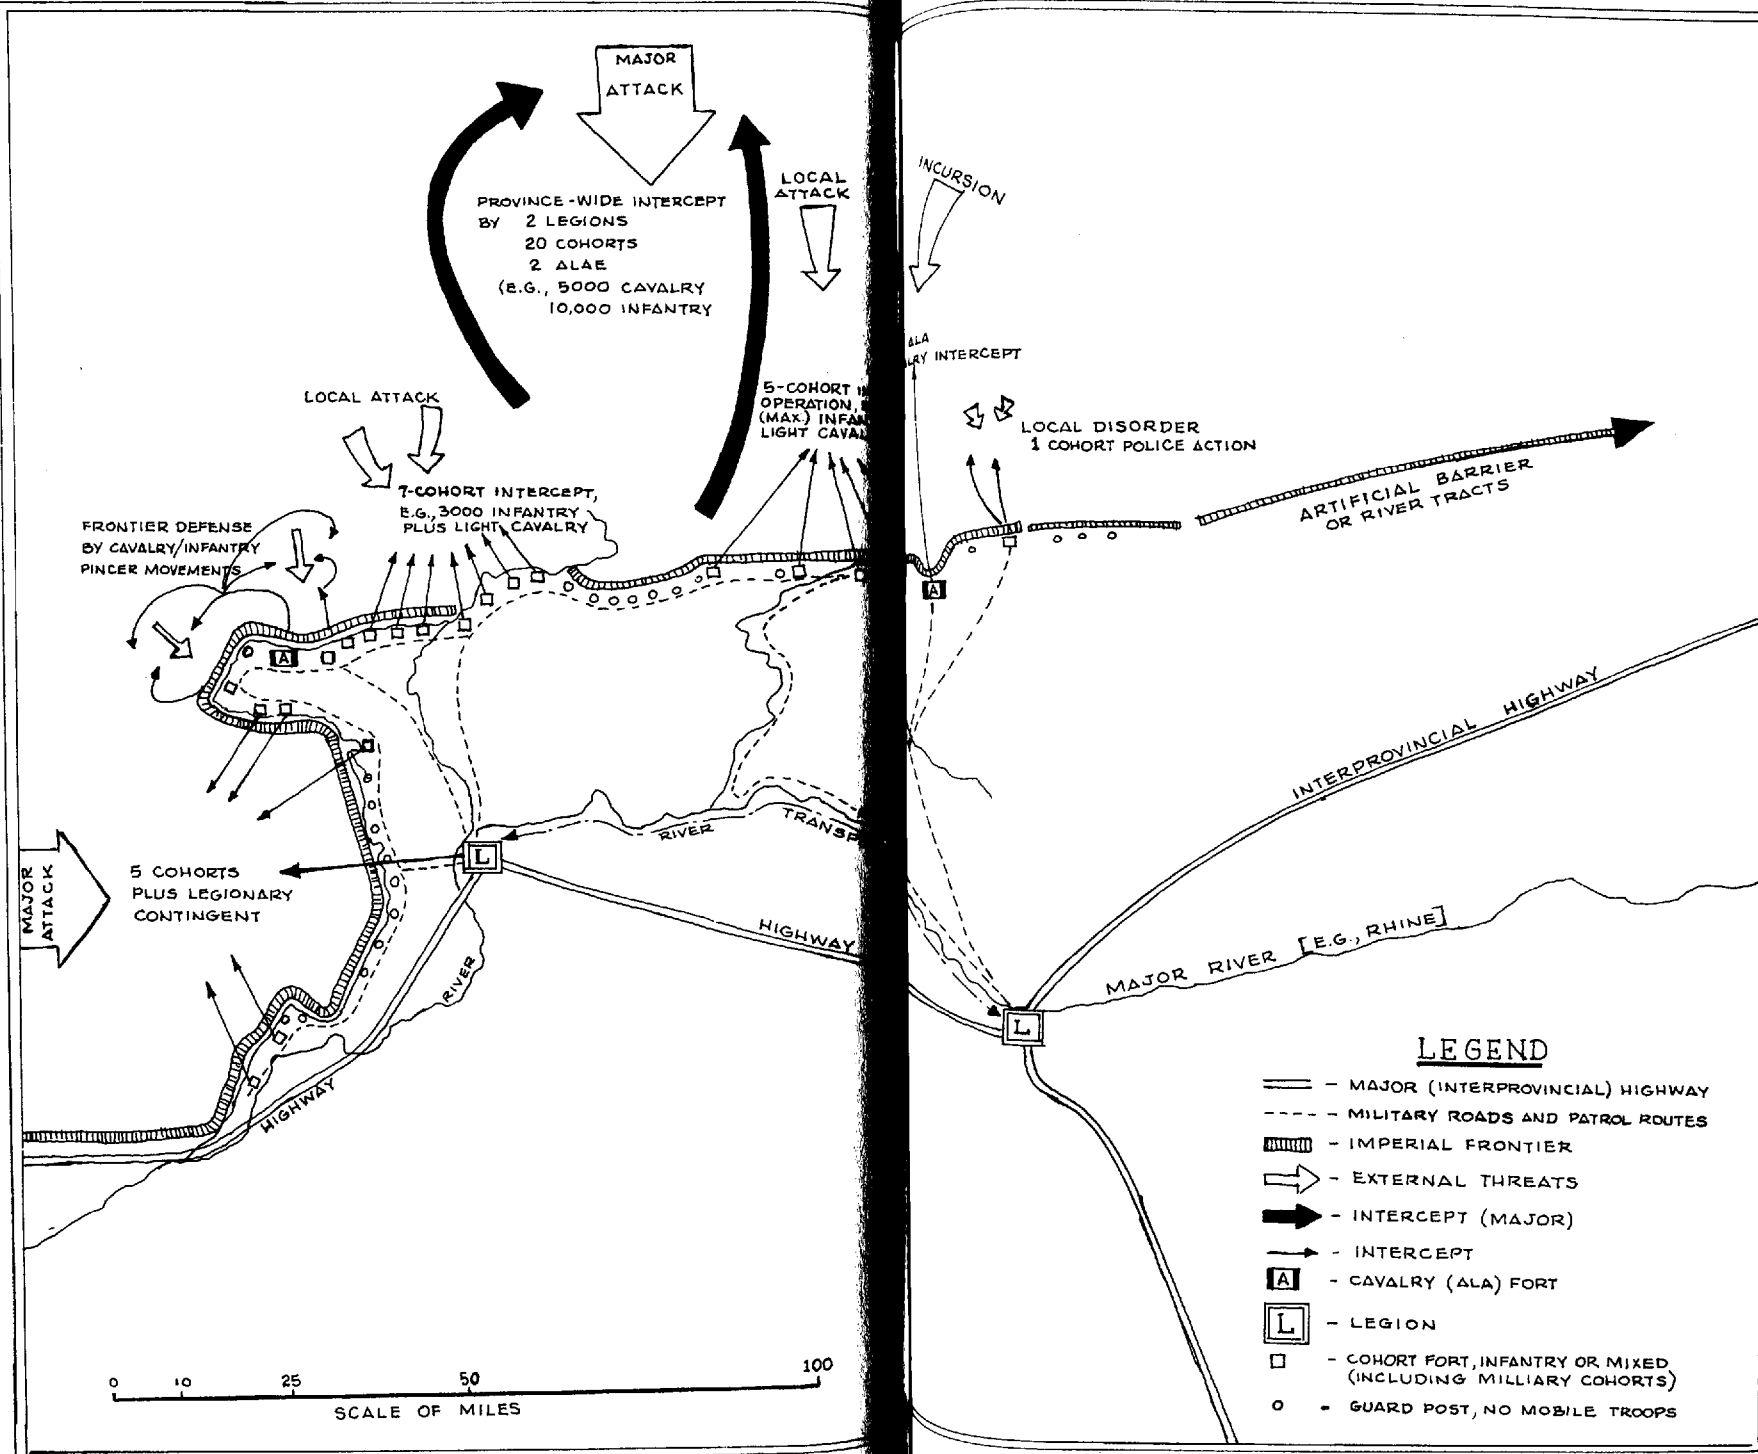 MAJOR
ATTACK
PROVINCE-WIDE INTERCEPT
BY 2 LEGIONS
20 COHORTS
2 ALAE
(E.G., 5000 CAVALRY
10,000 INFANTRY
LOCAL
ATTACK
INCURSION
ALA
INTERCEPT
LOCAL DISORDER
1 COHORT POLICE ACTION
5-COHORT
OPERATION,
(MAX.)
LIGHT
LOCAL ATTACK
7-COHORT INTERCEPT,
E.G., 3000 INFANTRY
PLUS LIGHT CAVALRY
FRONTIER DEFENSE
BY CAVALRY/INFANTRY
PINCER MOVEMENTS
ARTIFICIAL BARRIER
OR RIVER TRACTS
A
A
INTERPROVINCIAL HIGHWAY
RIVER
L
MAJOR
ATTACK
5 COHORTS
PLUS LEGIONARY
CONTINGENT
HIGHWAY
RIVER
MAJOR RIVER [E.G., RHINE]
L
HIGHWAY
LEGEND
- MAJOR (INTERPROVINCIAL) HIGHWAY
- MILITARY ROADS AND PATROL ROUTES
- IMPERIAL FRONTIER
- EXTERNAL THREATS
- INTERCEPT (MAJOR)
- INTERCEPT
A - CAVALRY (ALA) FORT
L - LEGION
- COHORT FORT, INFANTRY OR MIXED
(INCLUDING MILLIARY COHORTS)
- GUARD POST, NO MOBILE TROOPS
0 10 25 50 100
SCALE OF MILES